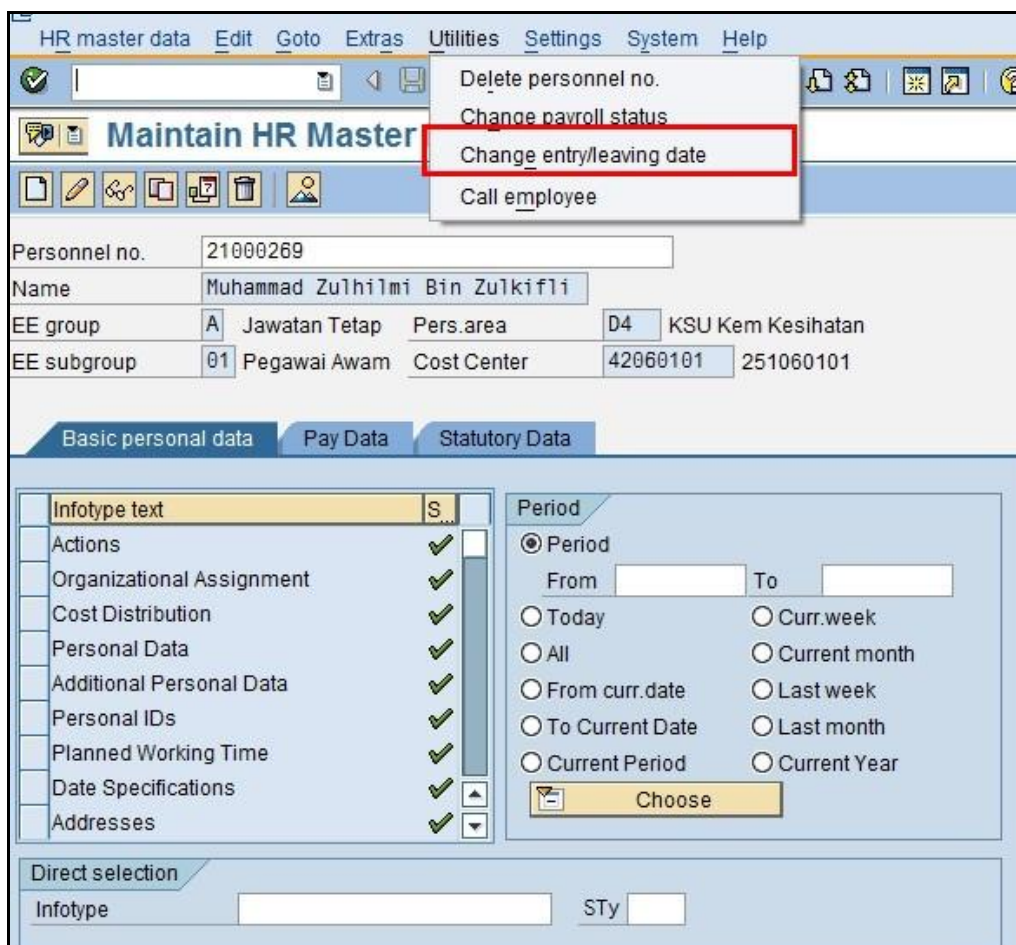 HR master data Edit Goto Extras Utilities Settings System Help
Delete personnel no.
Change payroll status
Change entry/leaving date
Call employee
Maintain HR Master
Personnel no. 21000269
Name Muhammad Zulhilmi Bin Zulkifli
EE group A Jawatan Tetap Pers.area D4 KSU Kem Kesihatan
EE subgroup 01 Pegawai Awam Cost Center 42060101 251060101
Basic personal data Pay Data Statutory Data
Infotype text S...
Actions
Organizational Assignment
Cost Distribution
Personal Data
Additional Personal Data
Personal IDs
Planned Working Time
Date Specifications
Addresses
Period
Period
From To
Today Curr.week
All Current month
From curr.date Last week
To Current Date Last month
Current Period Current Year
Choose
Direct selection
Infotype STy